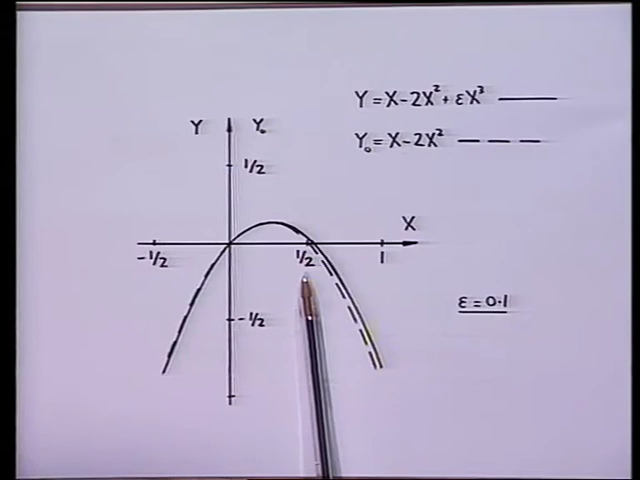 Y = X - 2X² + εX³
Y₀ = X - 2X²
Y Y₀
1/2
X
-1/2 1/2 1
-1/2
ε = 0·1